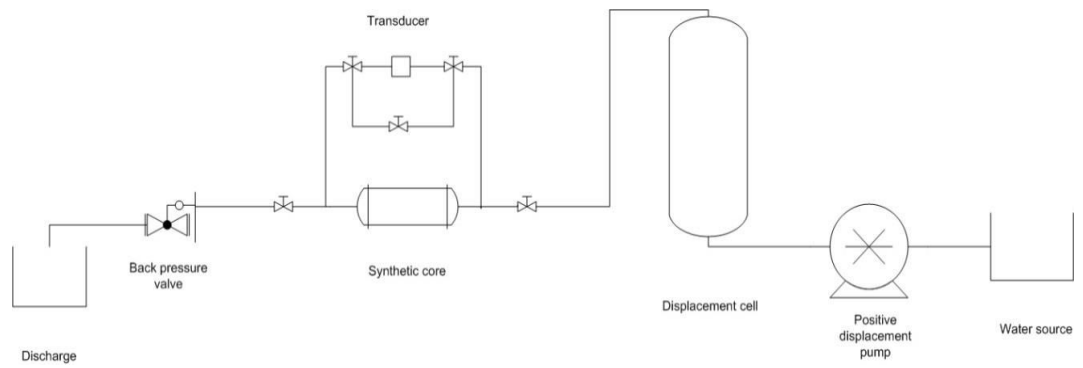 Transducer
Back pressure
valve
Synthetic core
Displacement cell
Positive
displacement
pump
Water source
Discharge